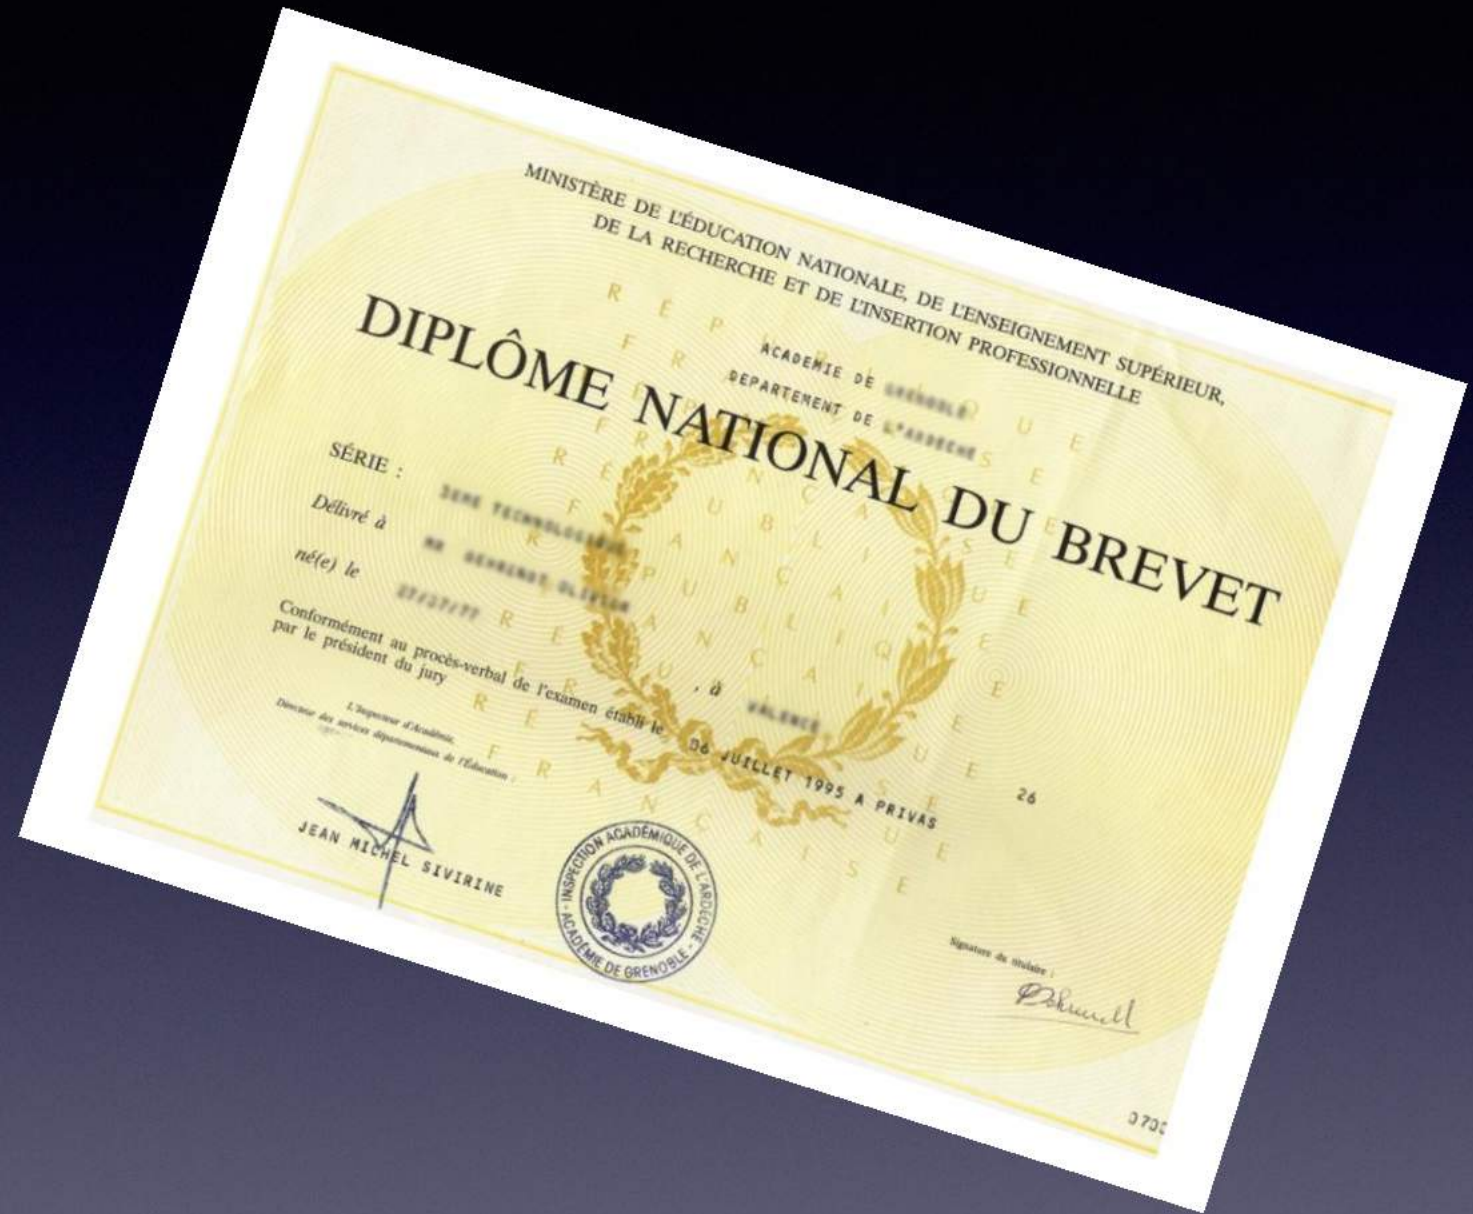 MINISTÈRE DE L'ÉDUCATION NATIONALE, DE L'ENSEIGNEMENT SUPÉRIEUR,
DE LA RECHERCHE ET DE L'INSERTION PROFESSIONNELLE
ACADEMIE DE
DEPARTEMENT DE
DIPLÔME NATIONAL DU BREVET
SÉRIE :
Délivré à
né(e) le
, à
26
Conformément au procès-verbal de l'examen établi le 06 JUILLET 1995 A PRIVAS
par le président du jury
L'Inspecteur d'Académie,
Directeur des services départementaux de l'Éducation :
JEAN MICHEL SIVIRINE
INSPECTION ACADÉMIQUE DE L'ARDECHE - ACADÉMIE DE GRENOBLE -
Signature du titulaire :
0700